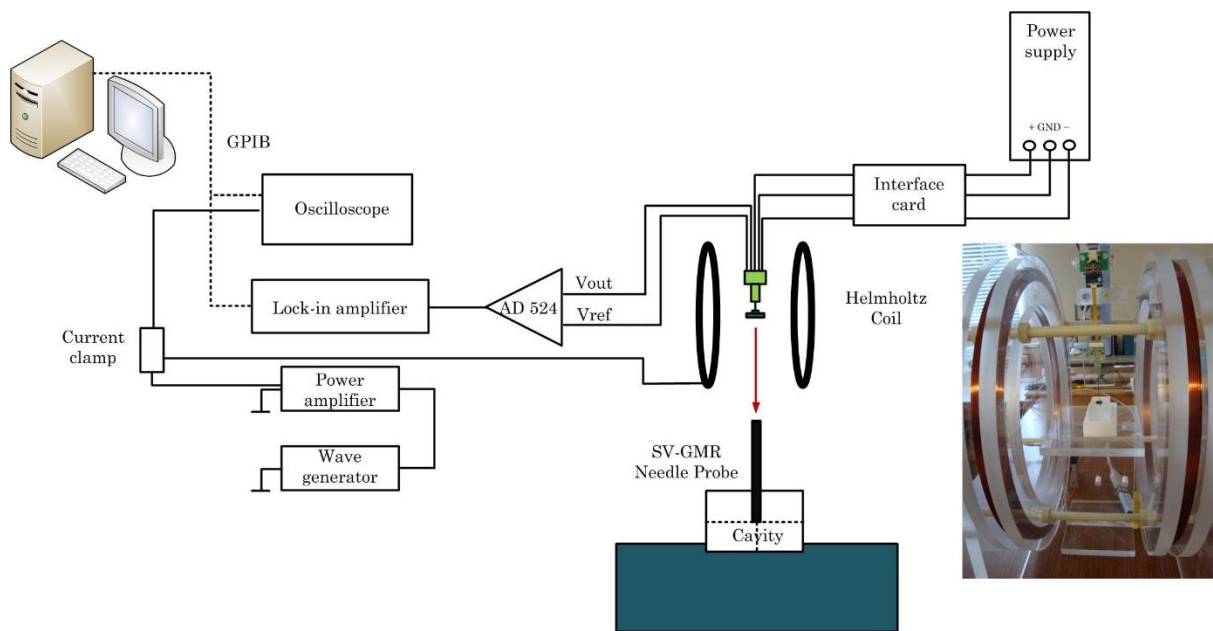 Power
supply
+ GND −
GPIB
Oscilloscope
Interface
card
Lock-in amplifier
AD 524
Vout
Vref
Helmholtz
Coil
Current
clamp
Power
amplifier
Wave
generator
SV-GMR
Needle Probe
Cavity